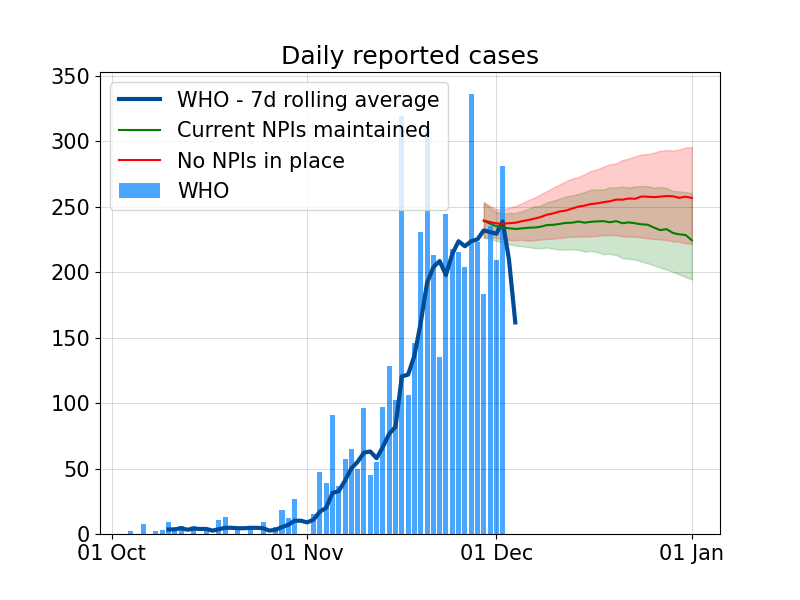 Daily reported cases
350
300
250
200
150
100
50
0
WHO - 7d rolling average
Current NPIs maintained
No NPIs in place
WHO
01 Oct
01 Nov
01 Dec
01 Jan